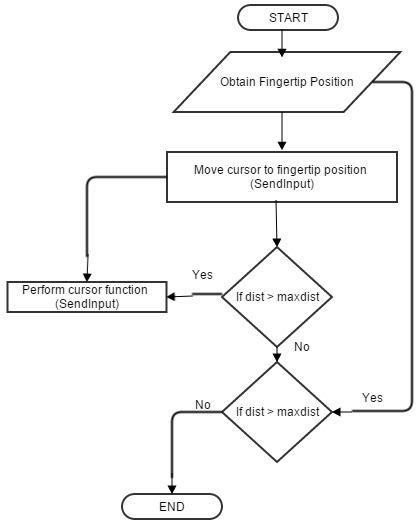 START
Obtain Fingertip Position
Move cursor to fingertip position
(SendInput)
Yes
Perform cursor function
(SendInput)
If dist > maxdist
No
Yes
No
If dist > maxdist
END